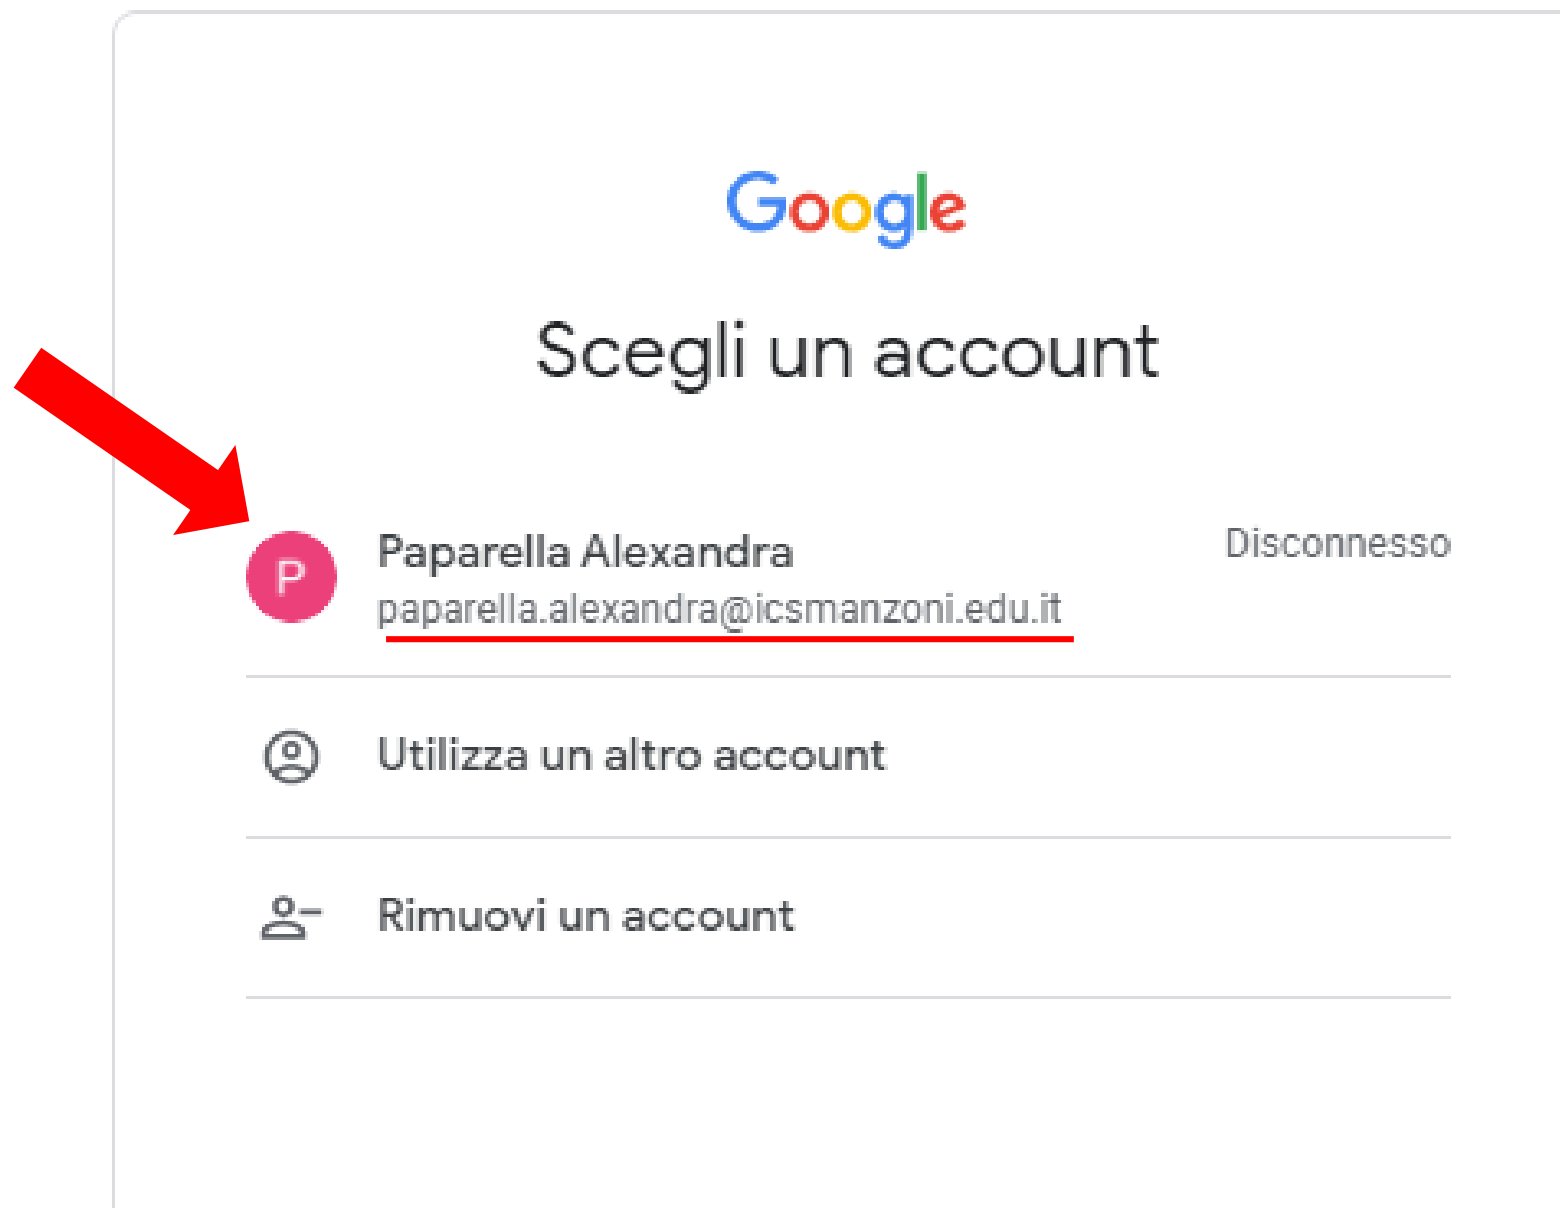 Google
Scegli un account
P
Paparella Alexandra
Disconnesso
paparella.alexandra@icsmanzoni.edu.it
Utilizza un altro account
Rimuovi un account